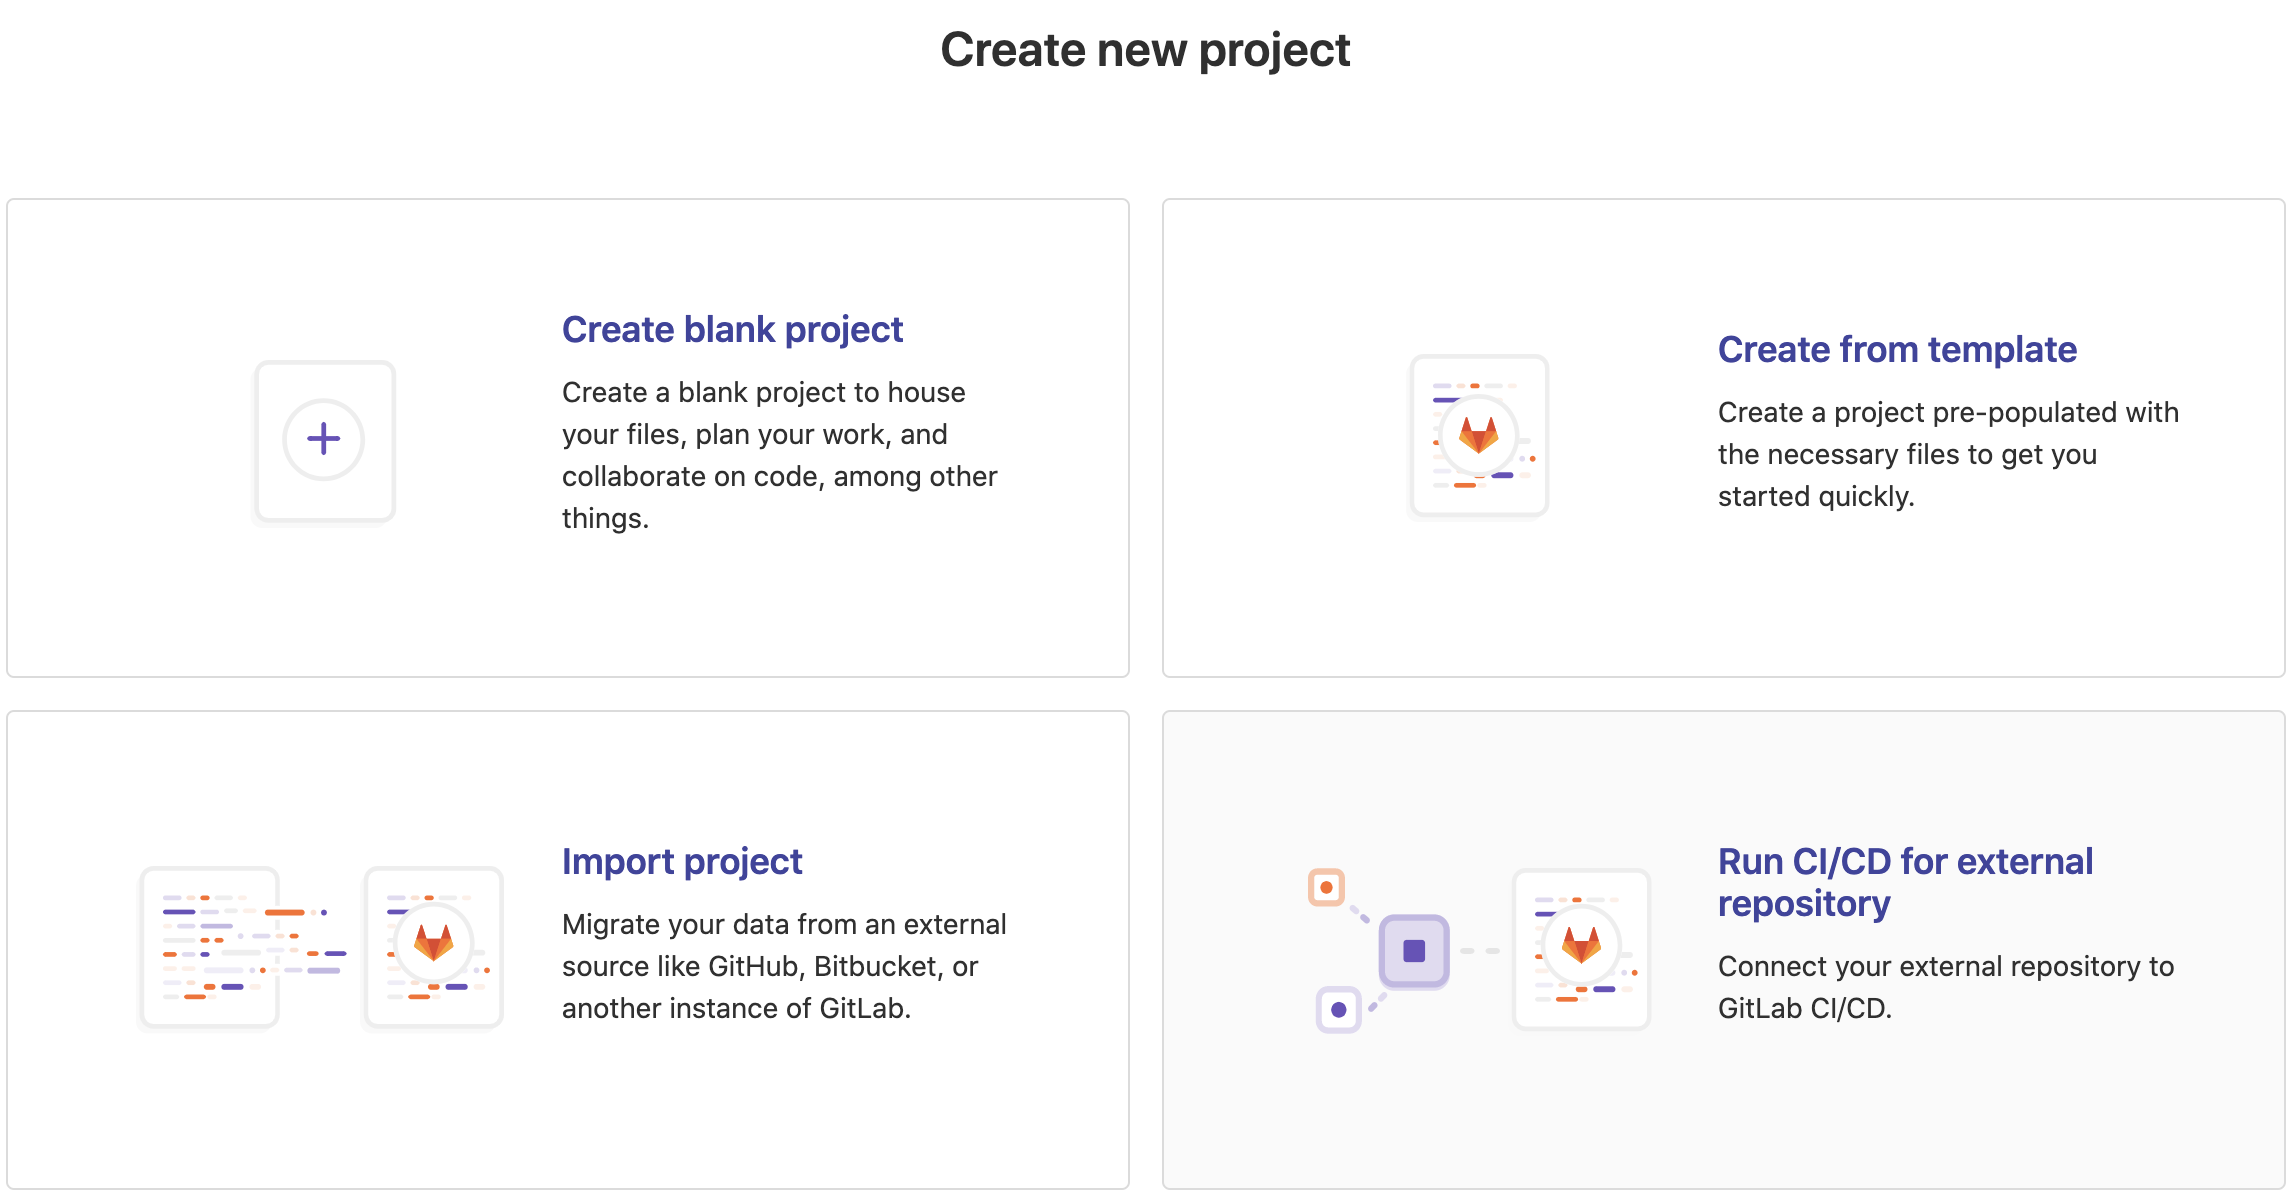 Create new project
Create blank project
Create a blank project to house
your files, plan your work, and
collaborate on code, among other
things.
Create from template
Create a project pre-populated with
the necessary files to get you
started quickly.
Import project
Migrate your data from an external
source like GitHub, Bitbucket, or
another instance of GitLab.
Run CI/CD for external
repository
Connect your external repository to
GitLab CI/CD.